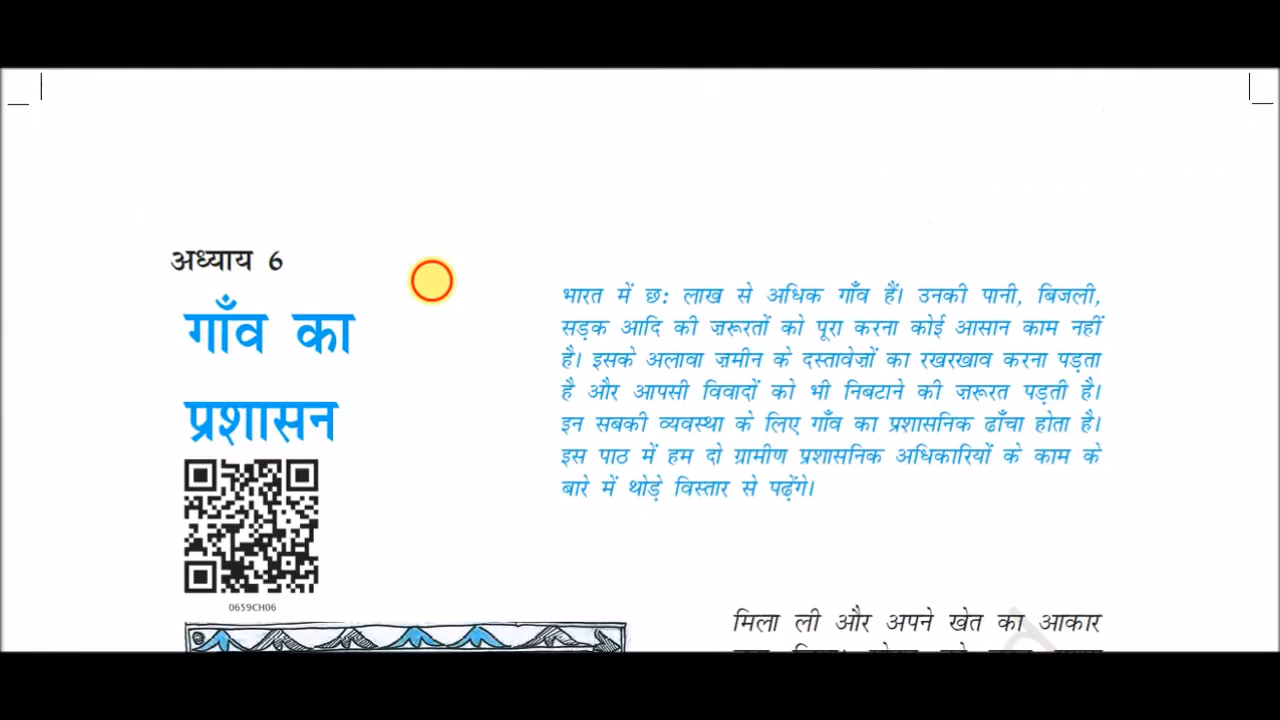 अध्याय 6
गाँव का
प्रशासन
0659CH06
भारत में छ: लाख से अधिक गाँव हैं। उनकी पानी, बिजली,
सड़क आदि की ज़रूरतों को पूरा करना कोई आसान काम नहीं
है। इसके अलावा ज़मीन के दस्तावेज़ों का रखरखाव करना पड़ता
है और आपसी विवादों को भी निबटाने की ज़रूरत पड़ती है।
इन सबकी व्यवस्था के लिए गाँव का प्रशासनिक ढाँचा होता है।
इस पाठ में हम दो ग्रामीण प्रशासनिक अधिकारियों के काम के
बारे में थोड़े विस्तार से पढ़ेंगे।
मिला ली और अपने खेत का आकार